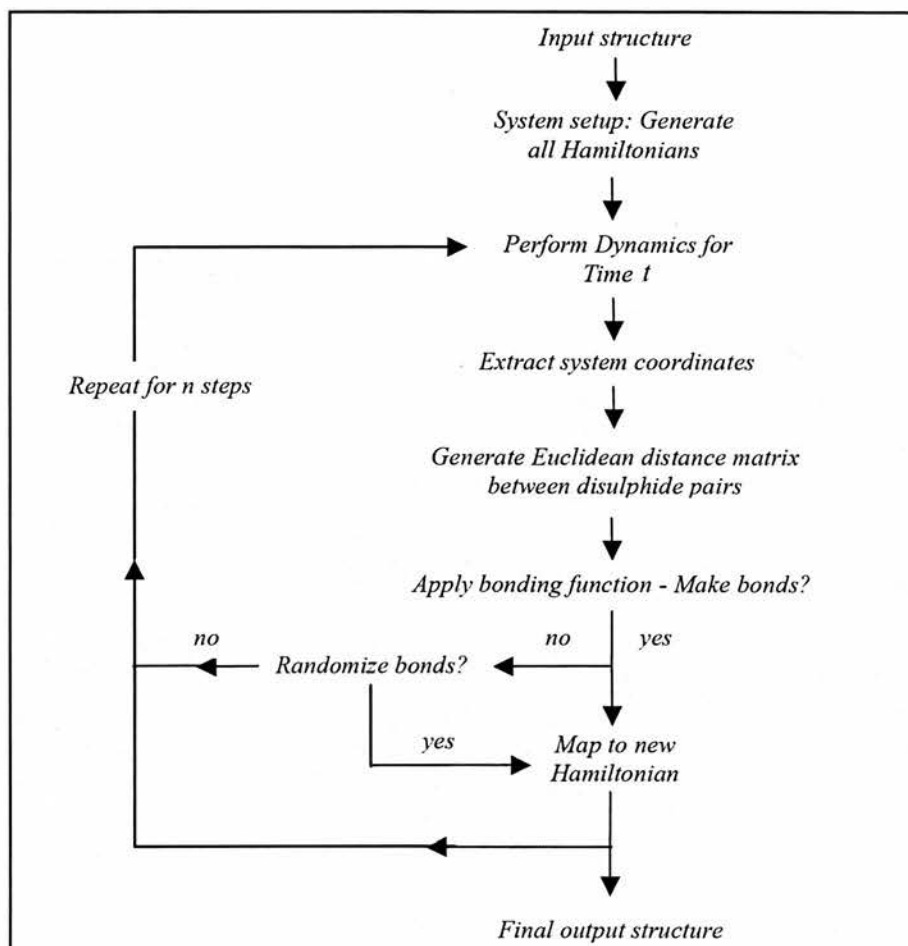 Input structure
System setup: Generate
all Hamiltonians
Perform Dynamics for
Time t
Extract system coordinates
Repeat for n steps
Generate Euclidean distance matrix
between disulphide pairs
Apply bonding function - Make bonds?
no
no
yes
Randomize bonds?
yes
Map to new
Hamiltonian
Final output structure